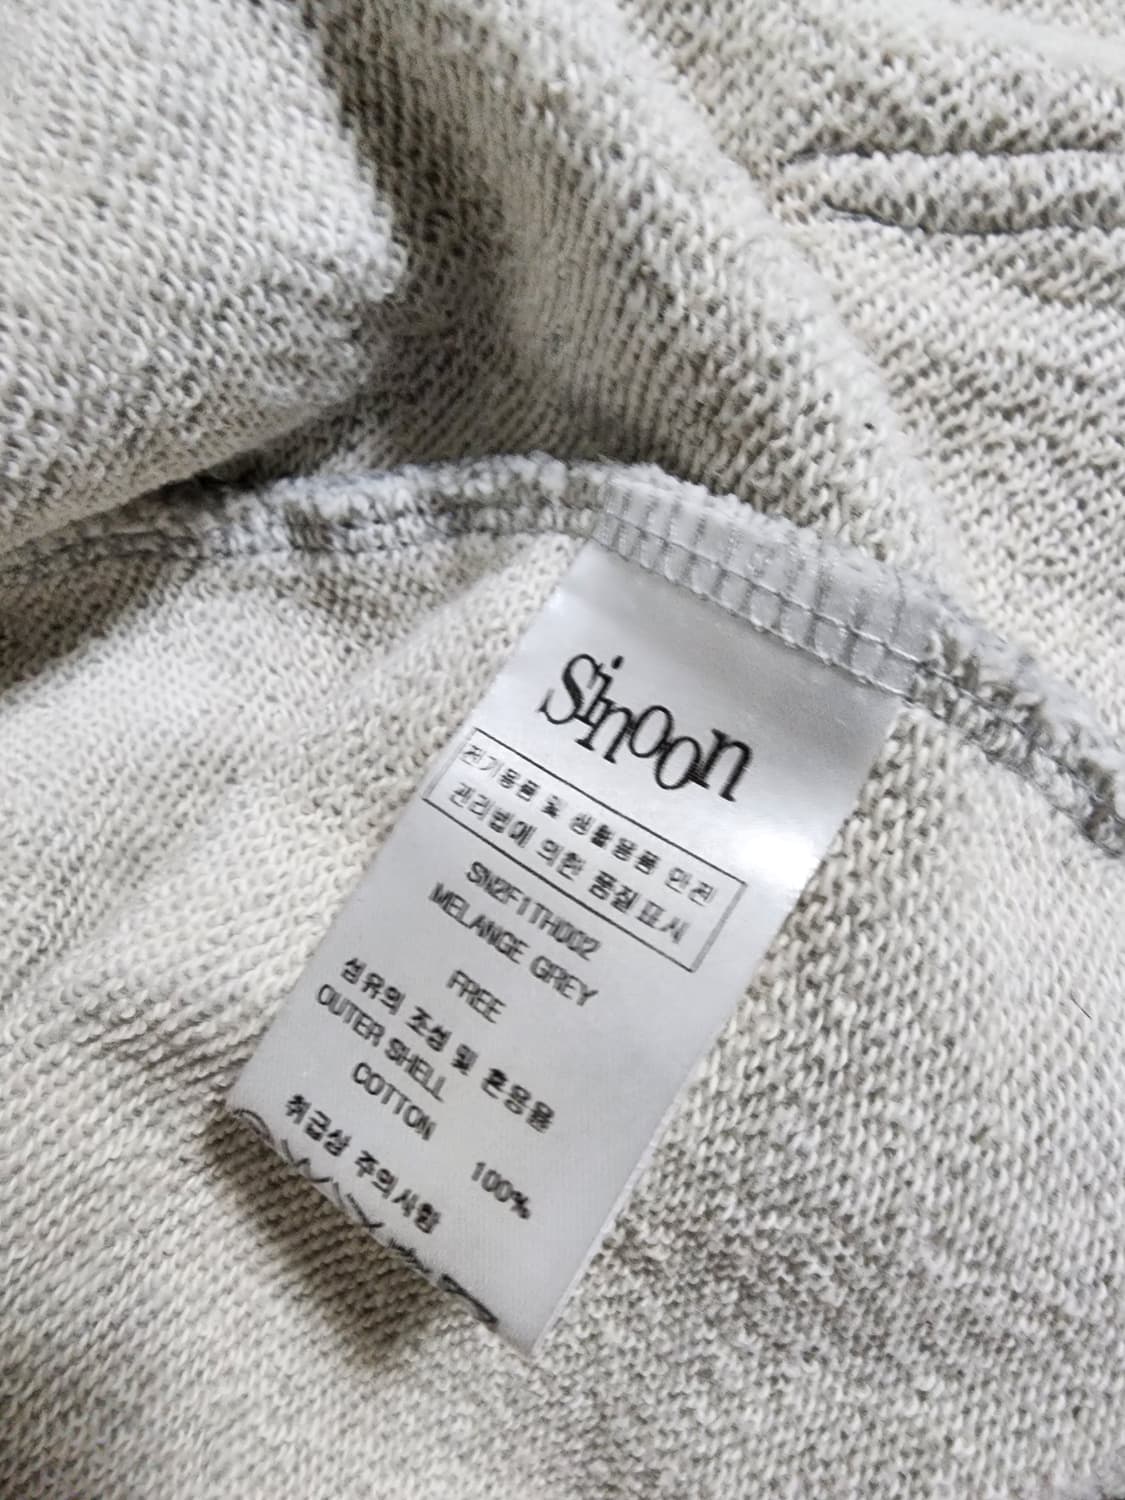 sinoon
전기용품 및 생활용품 안전
관리법에 의한 품질표시
SN2F1TH002
MELANGE GREY
FREE
섬유의 조성 및 혼용율
OUTER SHELL
COTTON 100%
취급상 주의사항